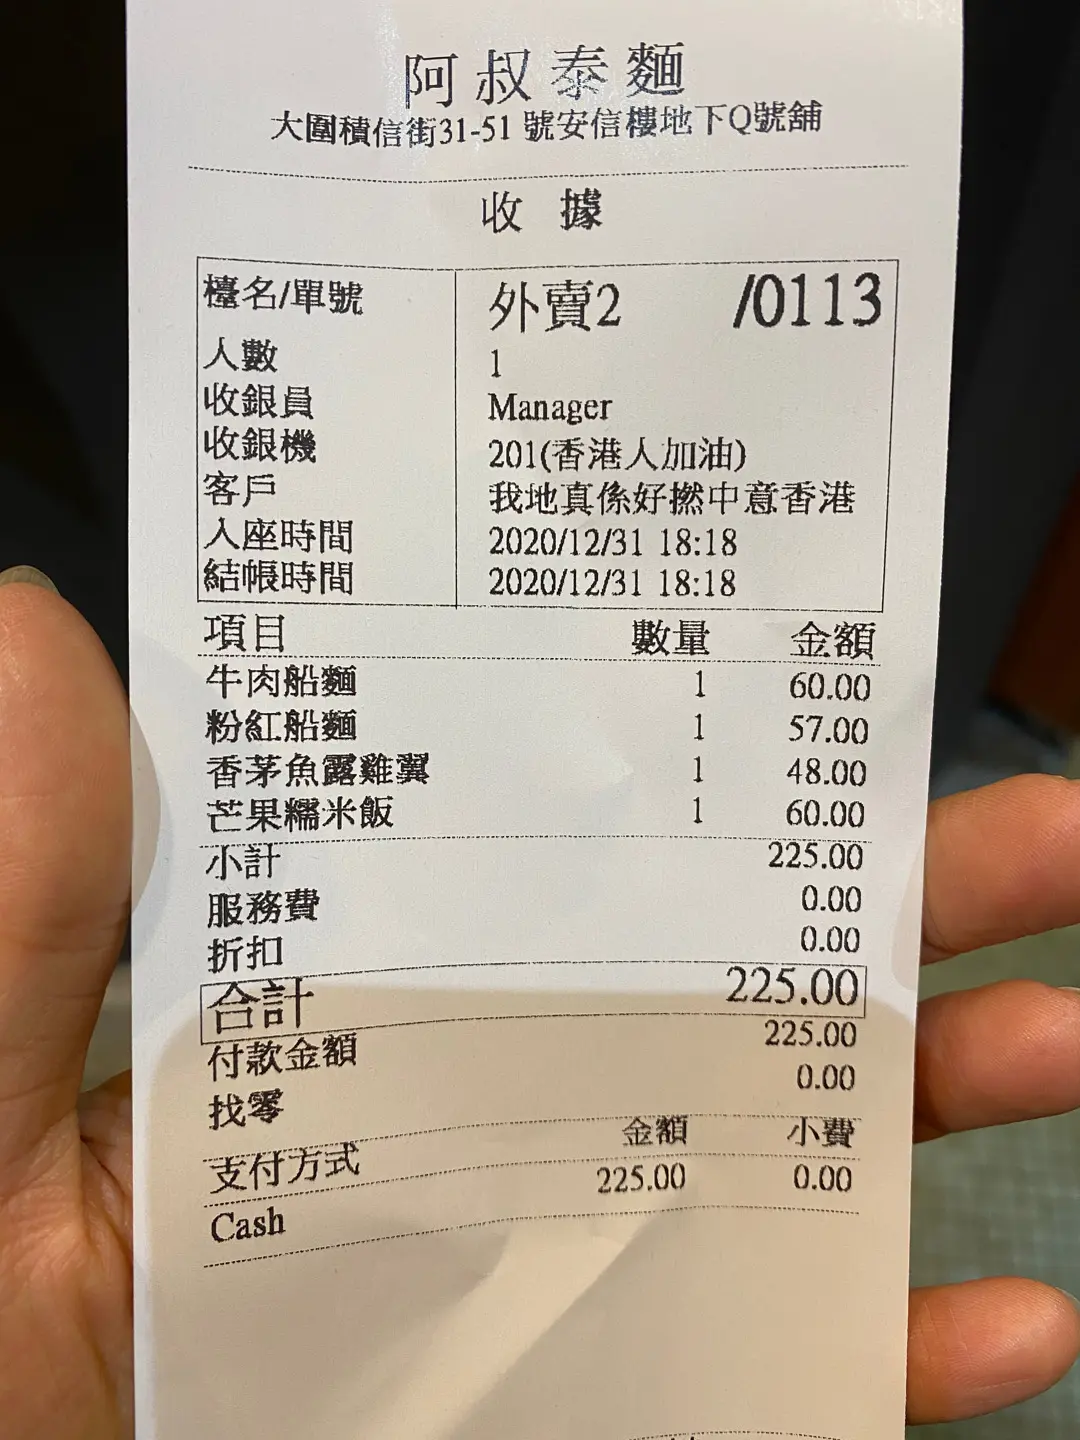 阿叔泰麵
大圍積信街31-51 號安信樓地下Q號舖
收 據
檯名/單號 外賣2 /0113
人數 1
收銀員 Manager
收銀機 201(香港人加油)
客戶 我地真係好撚中意香港
入座時間 2020/12/31 18:18
結帳時間 2020/12/31 18:18
項目 數量 金額
牛肉船麵 1 60.00
粉紅船麵 1 57.00
香茅魚露雞翼 1 48.00
芒果糯米飯 1 60.00
小計 225.00
服務費 0.00
折扣 0.00
合計 225.00
付款金額 225.00
找零 0.00
支付方式 金額 小費
Cash 225.00 0.00